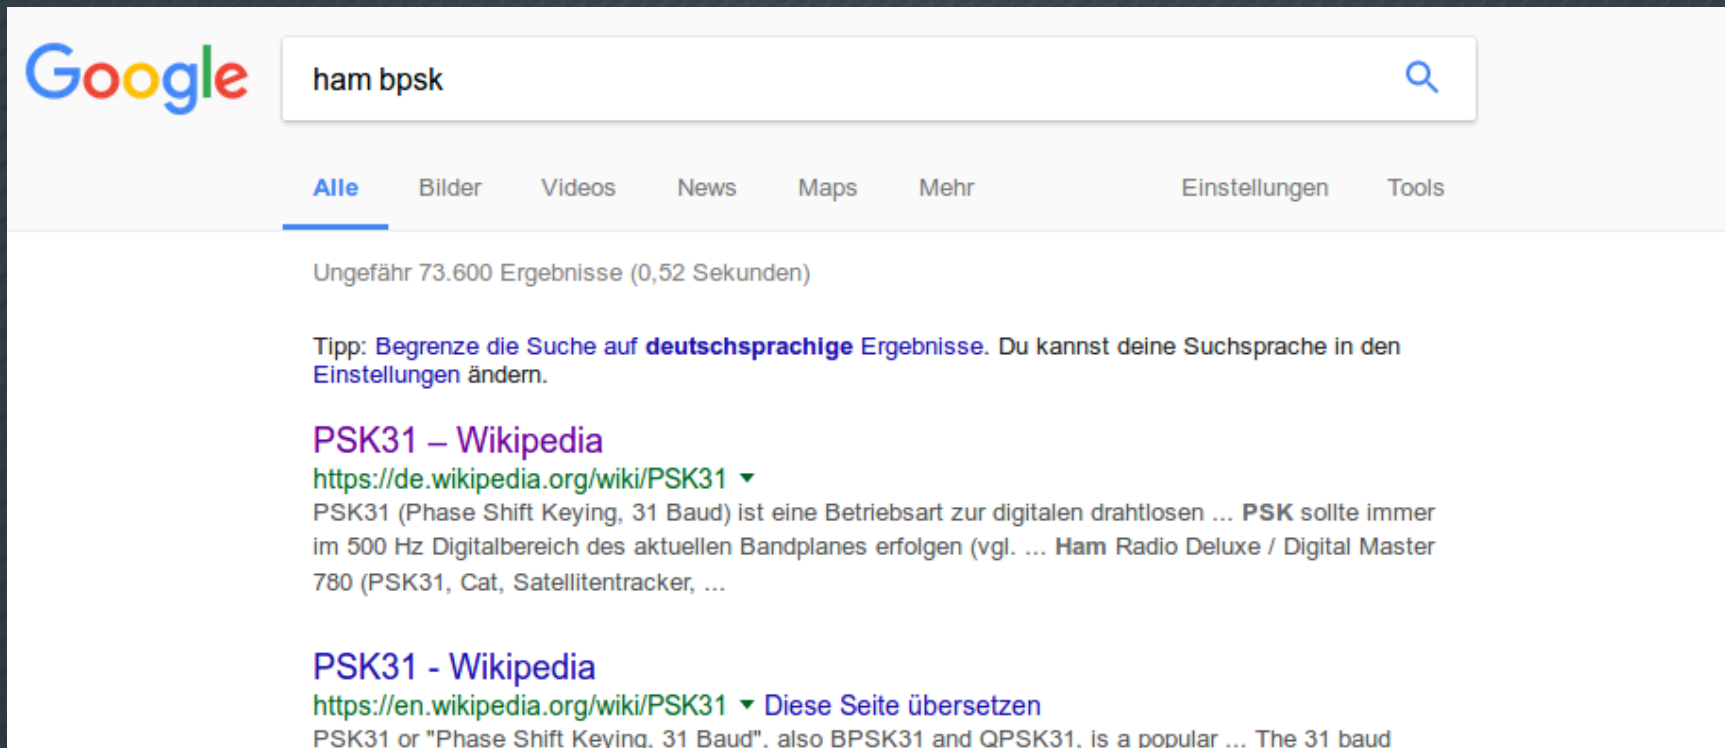 Google
ham bpsk
Alle Bilder Videos News Maps Mehr Einstellungen Tools
Ungefähr 73.600 Ergebnisse (0,52 Sekunden)
Tipp: Begrenze die Suche auf deutschsprachige Ergebnisse. Du kannst deine Suchsprache in den
Einstellungen ändern.
PSK31 – Wikipedia
https://de.wikipedia.org/wiki/PSK31
PSK31 (Phase Shift Keying, 31 Baud) ist eine Betriebsart zur digitalen drahtlosen ... PSK sollte immer
im 500 Hz Digitalbereich des aktuellen Bandplanes erfolgen (vgl. ... Ham Radio Deluxe / Digital Master
780 (PSK31, Cat, Satellitentracker, ...
PSK31 - Wikipedia
https://en.wikipedia.org/wiki/PSK31 Diese Seite übersetzen
PSK31 or "Phase Shift Keying, 31 Baud", also BPSK31 and QPSK31, is a popular ... The 31 baud